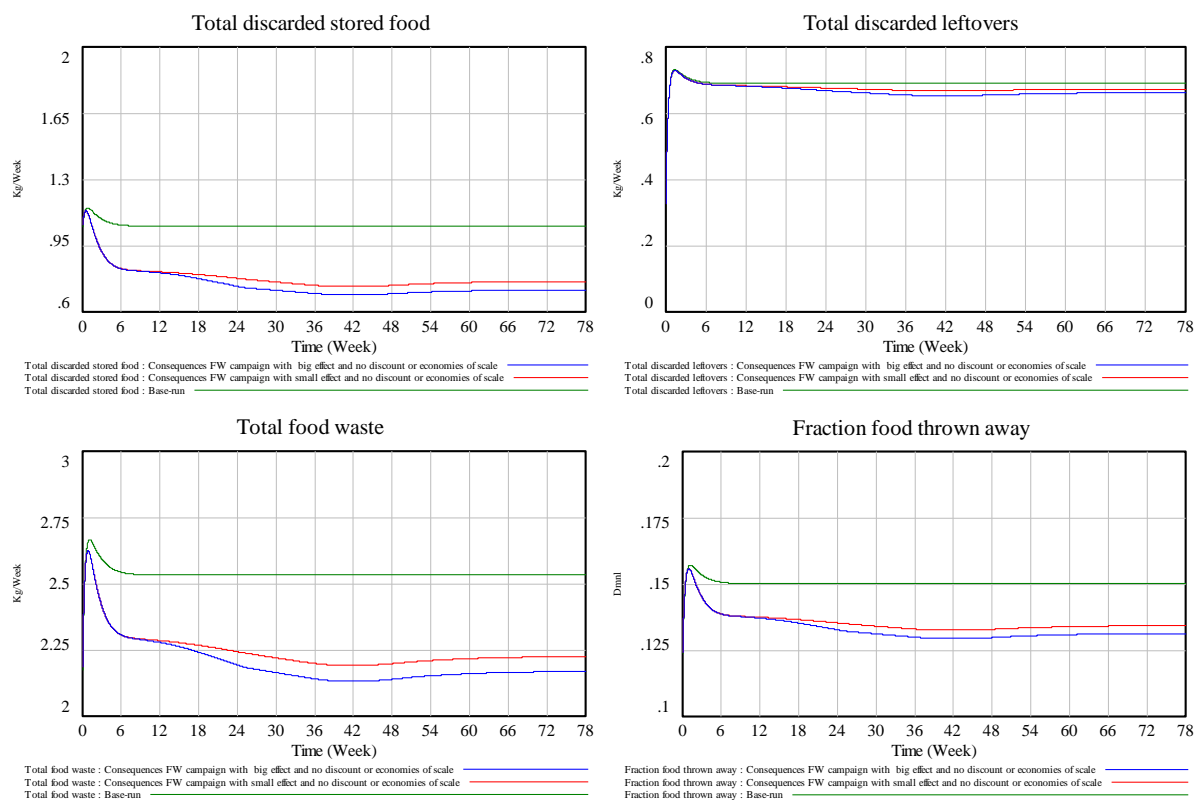 Total discarded stored food
2
1.65
1.3
.95
.6
Kg/Week
0 6 12 18 24 30 36 42 48 54 60 66 72 78
Time (Week)
Total discarded stored food : Consequences FW campaign with big effect and no discount or economies of scale
Total discarded stored food : Consequences FW campaign with small effect and no discount or economies of scale
Total discarded stored food : Base-run
Total discarded leftovers
.8
.6
.4
.2
0
Kg/Week
0 6 12 18 24 30 36 42 48 54 60 66 72 78
Time (Week)
Total discarded leftovers : Consequences FW campaign with big effect and no discount or economies of scale
Total discarded leftovers : Consequences FW campaign with small effect and no discount or economies of scale
Total discarded leftovers : Base-run
Total food waste
3
2.75
2.5
2.25
2
Kg/Week
0 6 12 18 24 30 36 42 48 54 60 66 72 78
Time (Week)
Total food waste : Consequences FW campaign with big effect and no discount or economies of scale
Total food waste : Consequences FW campaign with small effect and no discount or economies of scale
Total food waste : Base-run
Fraction food thrown away
.2
.175
.15
.125
.1
Dmnl
0 6 12 18 24 30 36 42 48 54 60 66 72 78
Time (Week)
Fraction food thrown away : Consequences FW campaign with big effect and no discount or economies of scale
Fraction food thrown away : Consequences FW campaign with small effect and no discount or economies of scale
Fraction food thrown away : Base-run